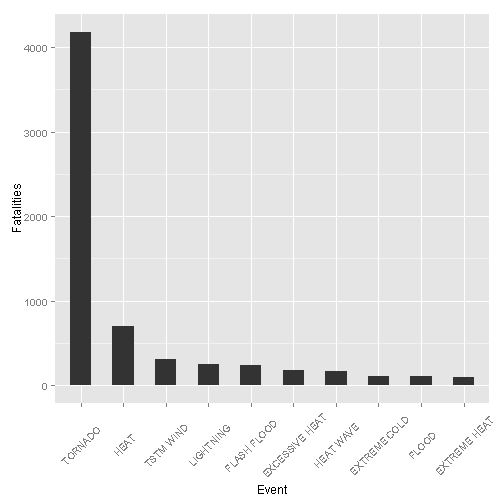 4000
3000
2000
1000
0
Fatalities
TORNADO
HEAT
TSTM WIND
LIGHTNING
FLASH FLOOD
EXCESSIVE HEAT
HEAT WAVE
EXTREME COLD
FLOOD
EXTREME HEAT
Event